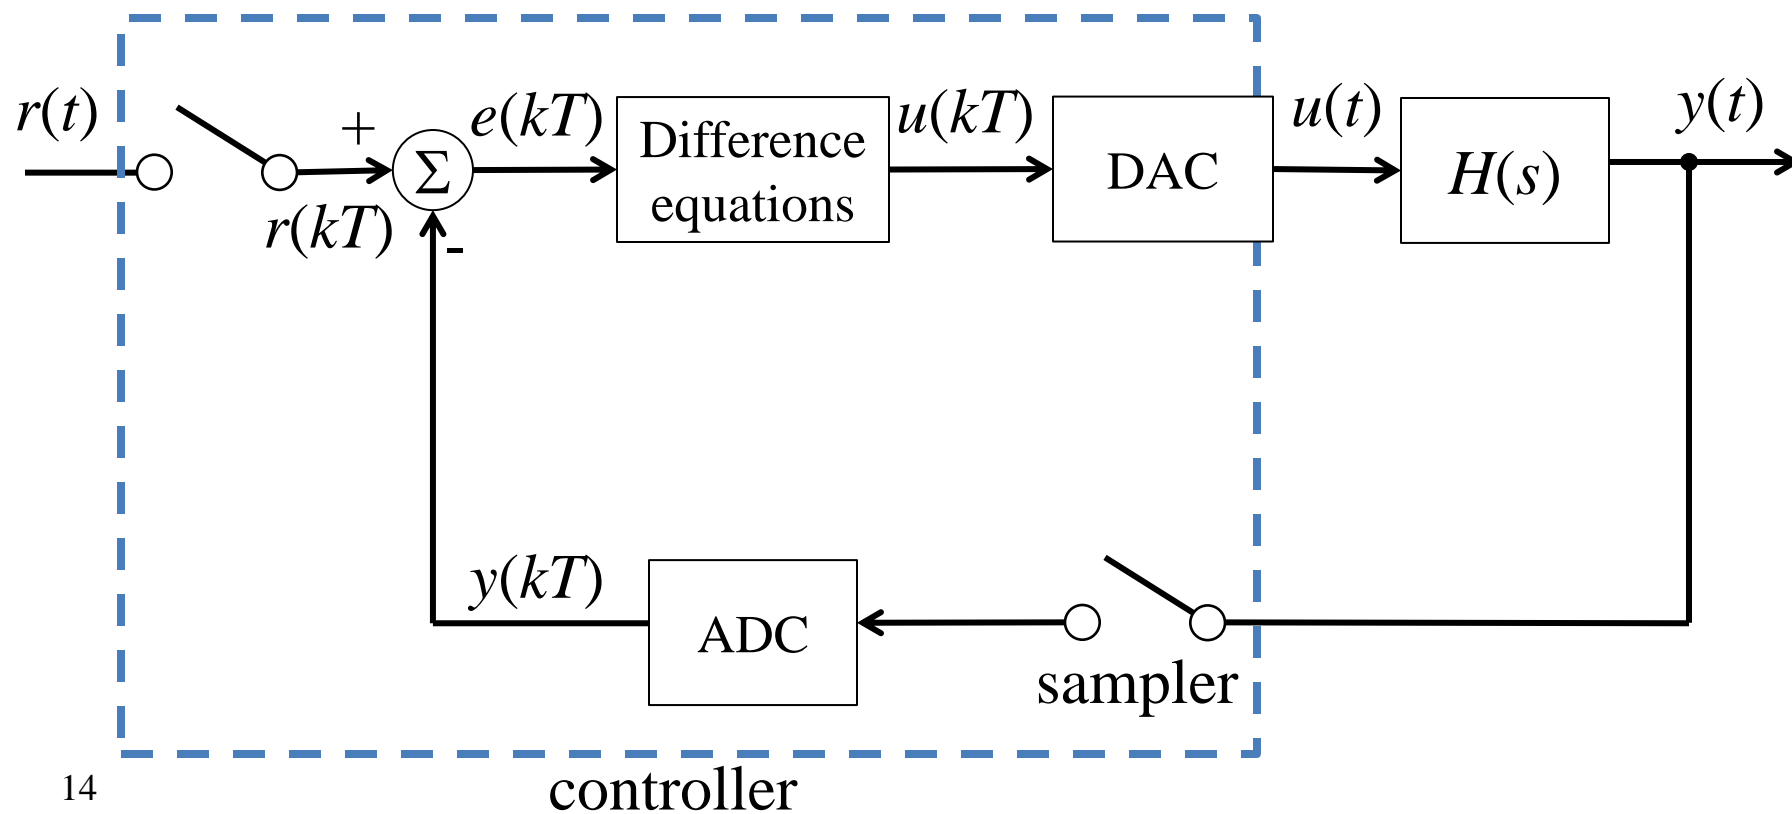 r(t)
+
r(kT)
Σ
-
e(kT)
Difference
equations
u(kT)
DAC
u(t)
H(s)
y(t)
y(kT)
ADC
sampler
controller
14